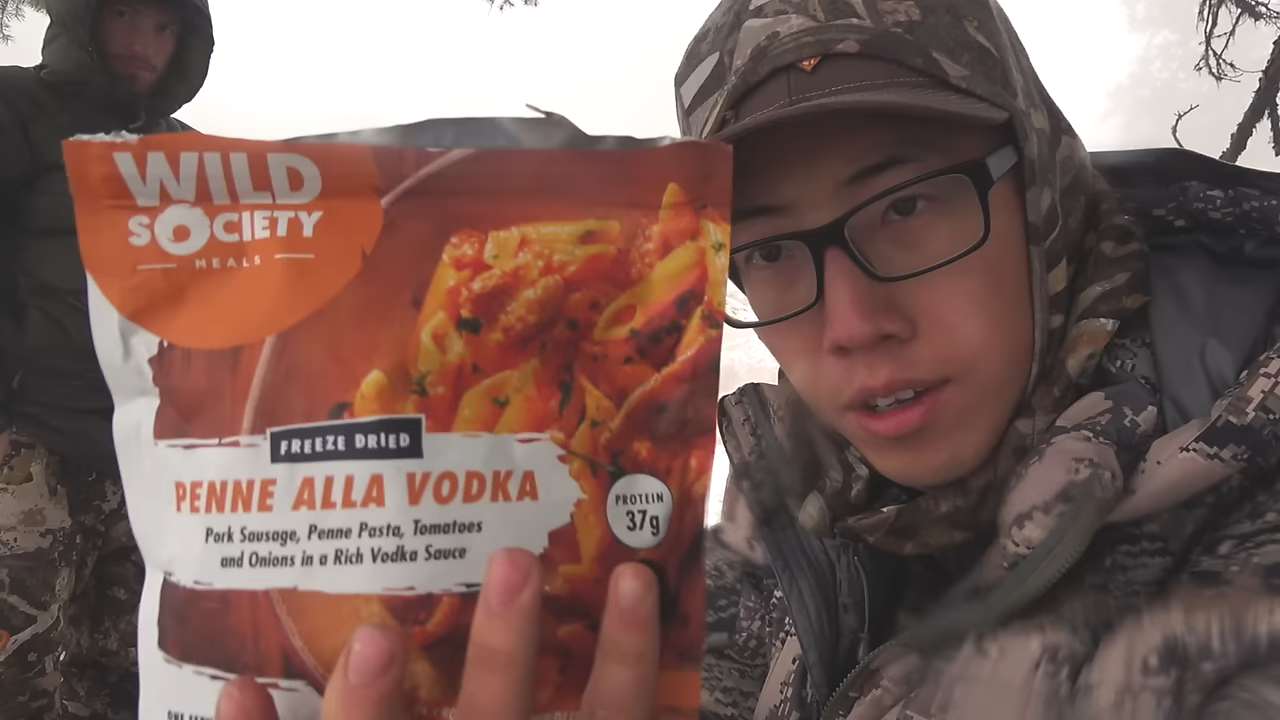 WILD
SOCIETY
MEALS
FREEZE DRIED
PENNE ALLA VODKA
Pork Sausage, Penne Pasta, Tomatoes
and Onions in a Rich Vodka Sauce
PROTEIN
37g